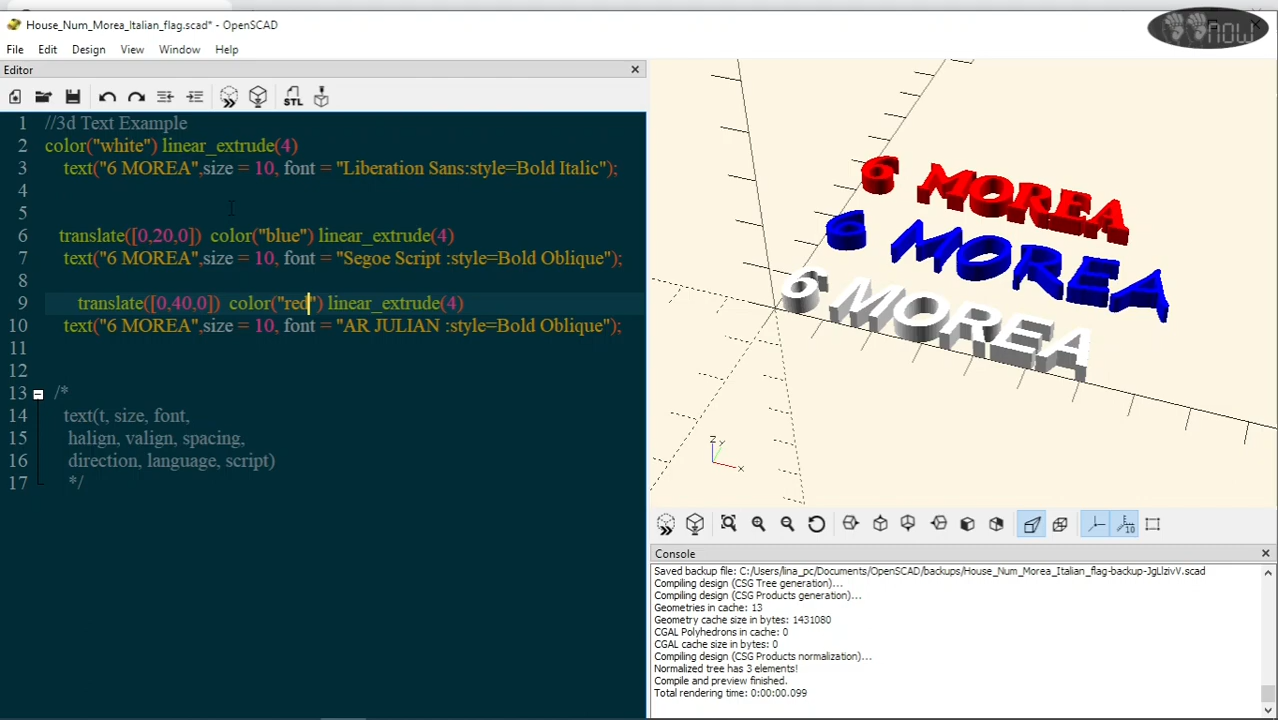 House_Num_Morea_Italian_flag.scad* - OpenSCAD
NOW
File Edit Design View Window Help
Editor
STL
1 //3d Text Example
2 color("white") linear_extrude(4)
3 text("6 MOREA",size = 10, font = "Liberation Sans:style=Bold Italic");
4
5
6 translate([0,20,0]) color("blue") linear_extrude(4)
7 text("6 MOREA",size = 10, font = "Segoe Script :style=Bold Oblique");
8
9 translate([0,40,0]) color("red") linear_extrude(4)
10 text("6 MOREA",size = 10, font = "AR JULIAN :style=Bold Oblique");
11
12
13 /*
14 text(t, size, font,
15 halign, valign, spacing,
16 direction, language, script)
17 */
6 MOREA
6 MOREA
6 MOREA
Z
Y
X
10
Console
Saved backup file: C:/Users/lina_pc/Documents/OpenSCAD/backups/House_Num_Morea_Italian_flag-backup-JgLlzivV.scad
Compiling design (CSG Tree generation)...
Compiling design (CSG Products generation)...
Geometries in cache: 13
Geometry cache size in bytes: 1431080
CGAL Polyhedrons in cache: 0
CGAL cache size in bytes: 0
Compiling design (CSG Products normalization)...
Normalized tree has 3 elements!
Compile and preview finished.
Total rendering time: 0:00:00.099